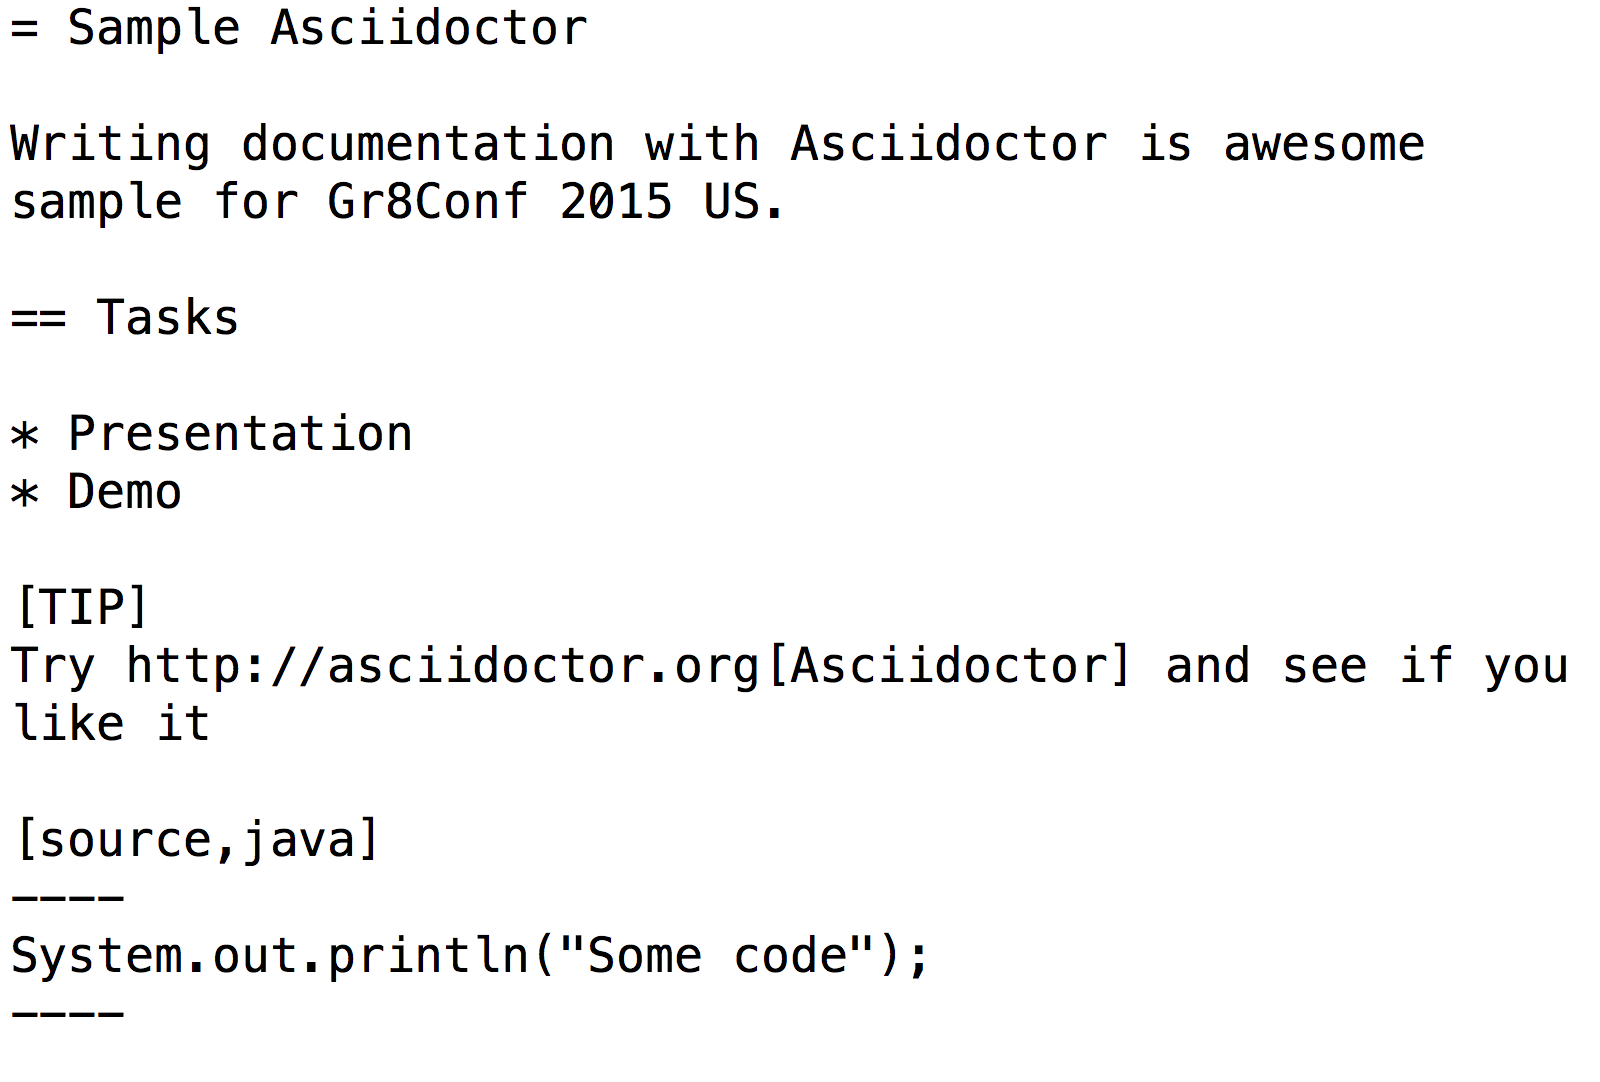 = Sample Asciidoctor
Writing documentation with Asciidoctor is awesome
sample for Gr8Conf 2015 US.
== Tasks
* Presentation
* Demo
[TIP]
Try http://asciidoctor.org[Asciidoctor] and see if you
like it
[source,java]
----
System.out.println("Some code");
----